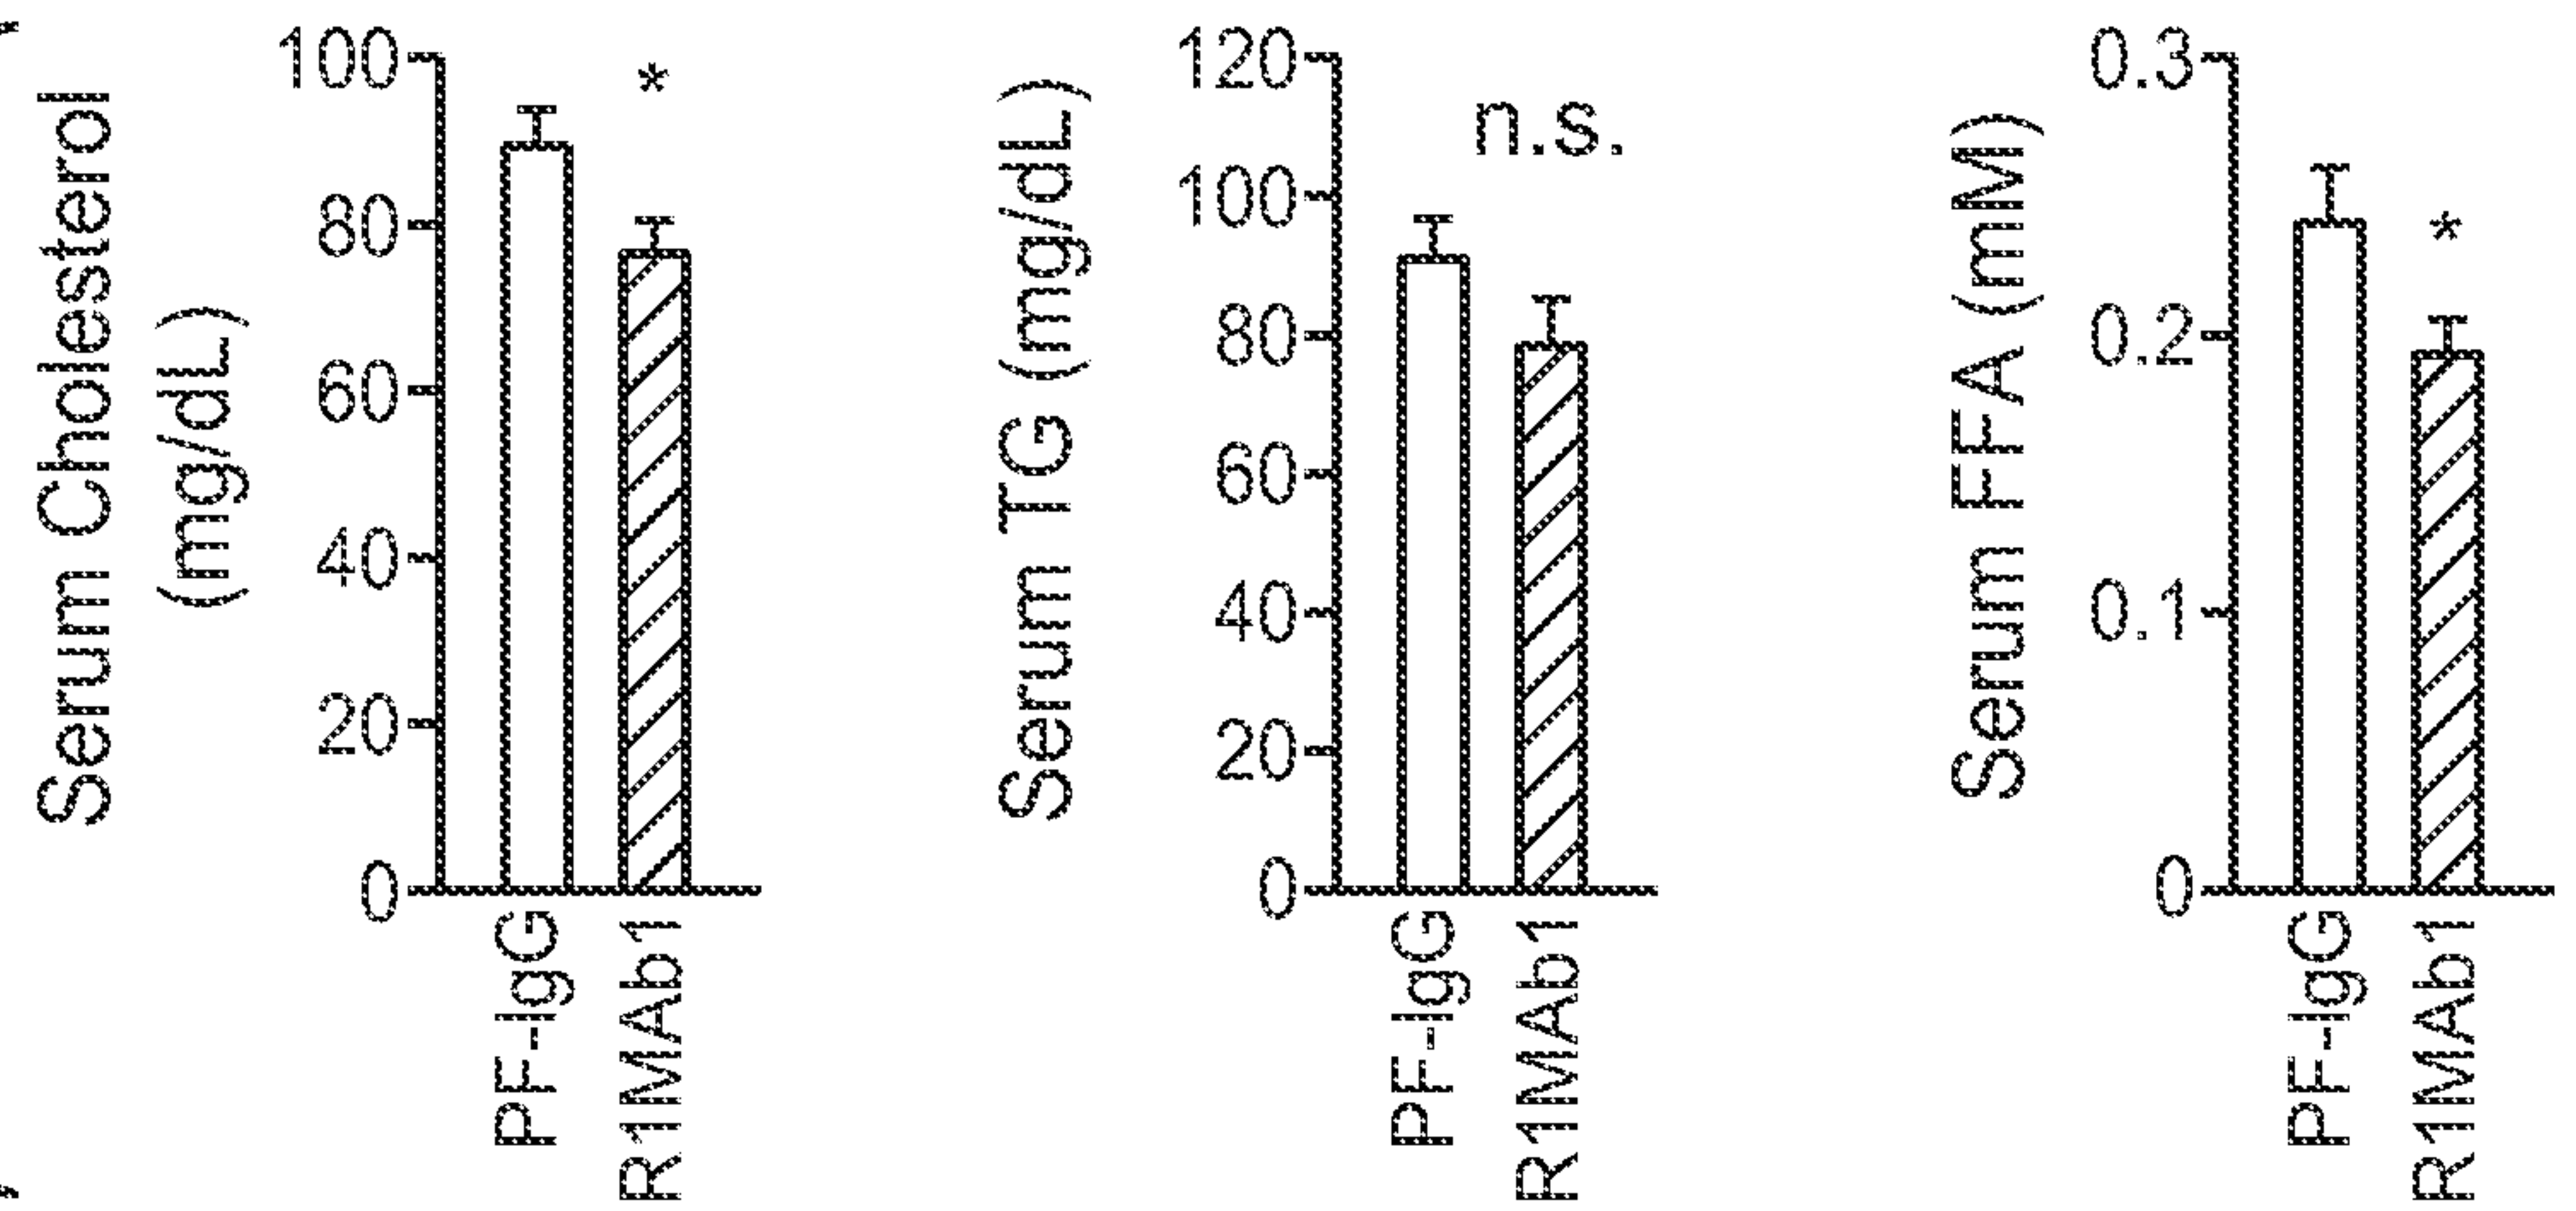 Serum Cholesterol
(mg/dL)
100
80
60
40
20
0
*
PF-IgG
R1MAb1
Serum TG (mg/dL)
120
100
80
60
40
20
0
n.s.
PF-IgG
R1MAb1
Serum FFA (mM)
0.3
0.2
0.1
0
*
PF-IgG
R1MAb1